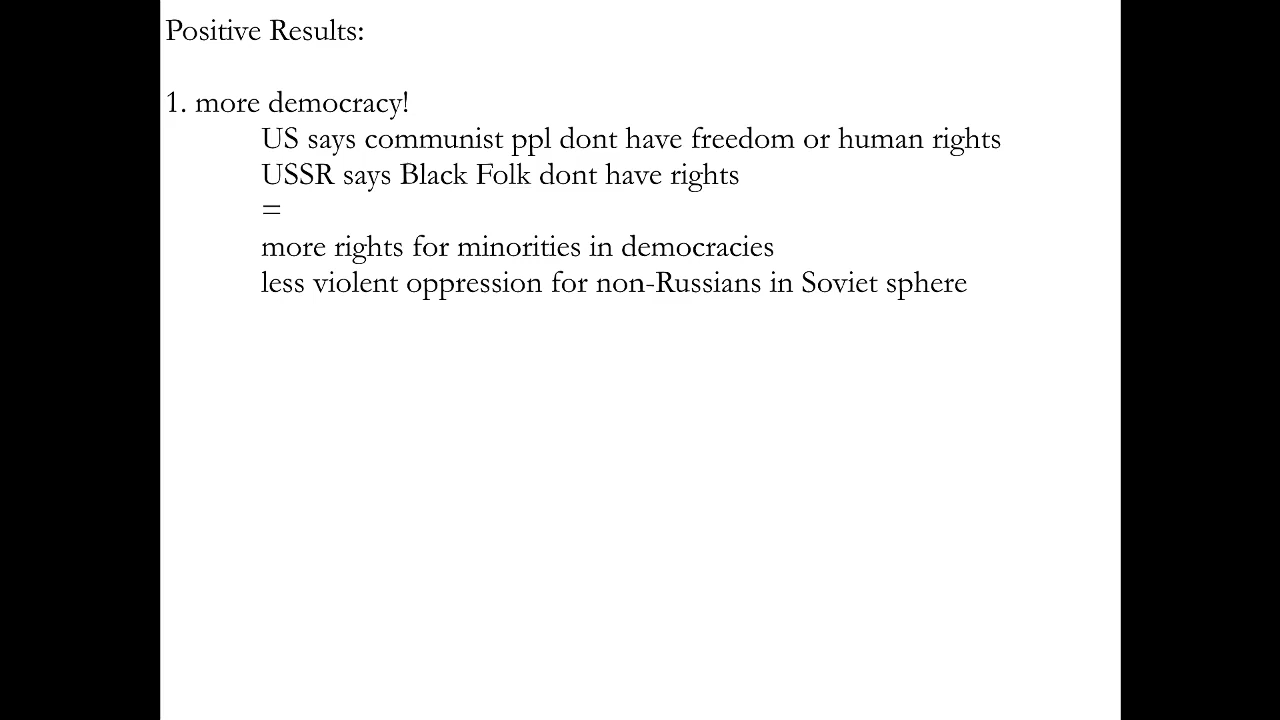 Positive Results:
1. more democracy!
US says communist ppl dont have freedom or human rights
USSR says Black Folk dont have rights
=
more rights for minorities in democracies
less violent oppression for non-Russians in Soviet sphere